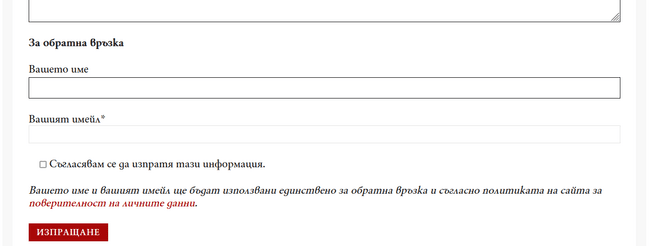 За обратна връзка
Вашето име
Вашият имейл*
Съгласявам се да изпратя тази информация.
Вашето име и вашият имейл ще бъдат използвани единствено за обратна връзка и съгласно политиката на сайта за
поверителност на личните данни.
ИЗПРАЩАНЕ